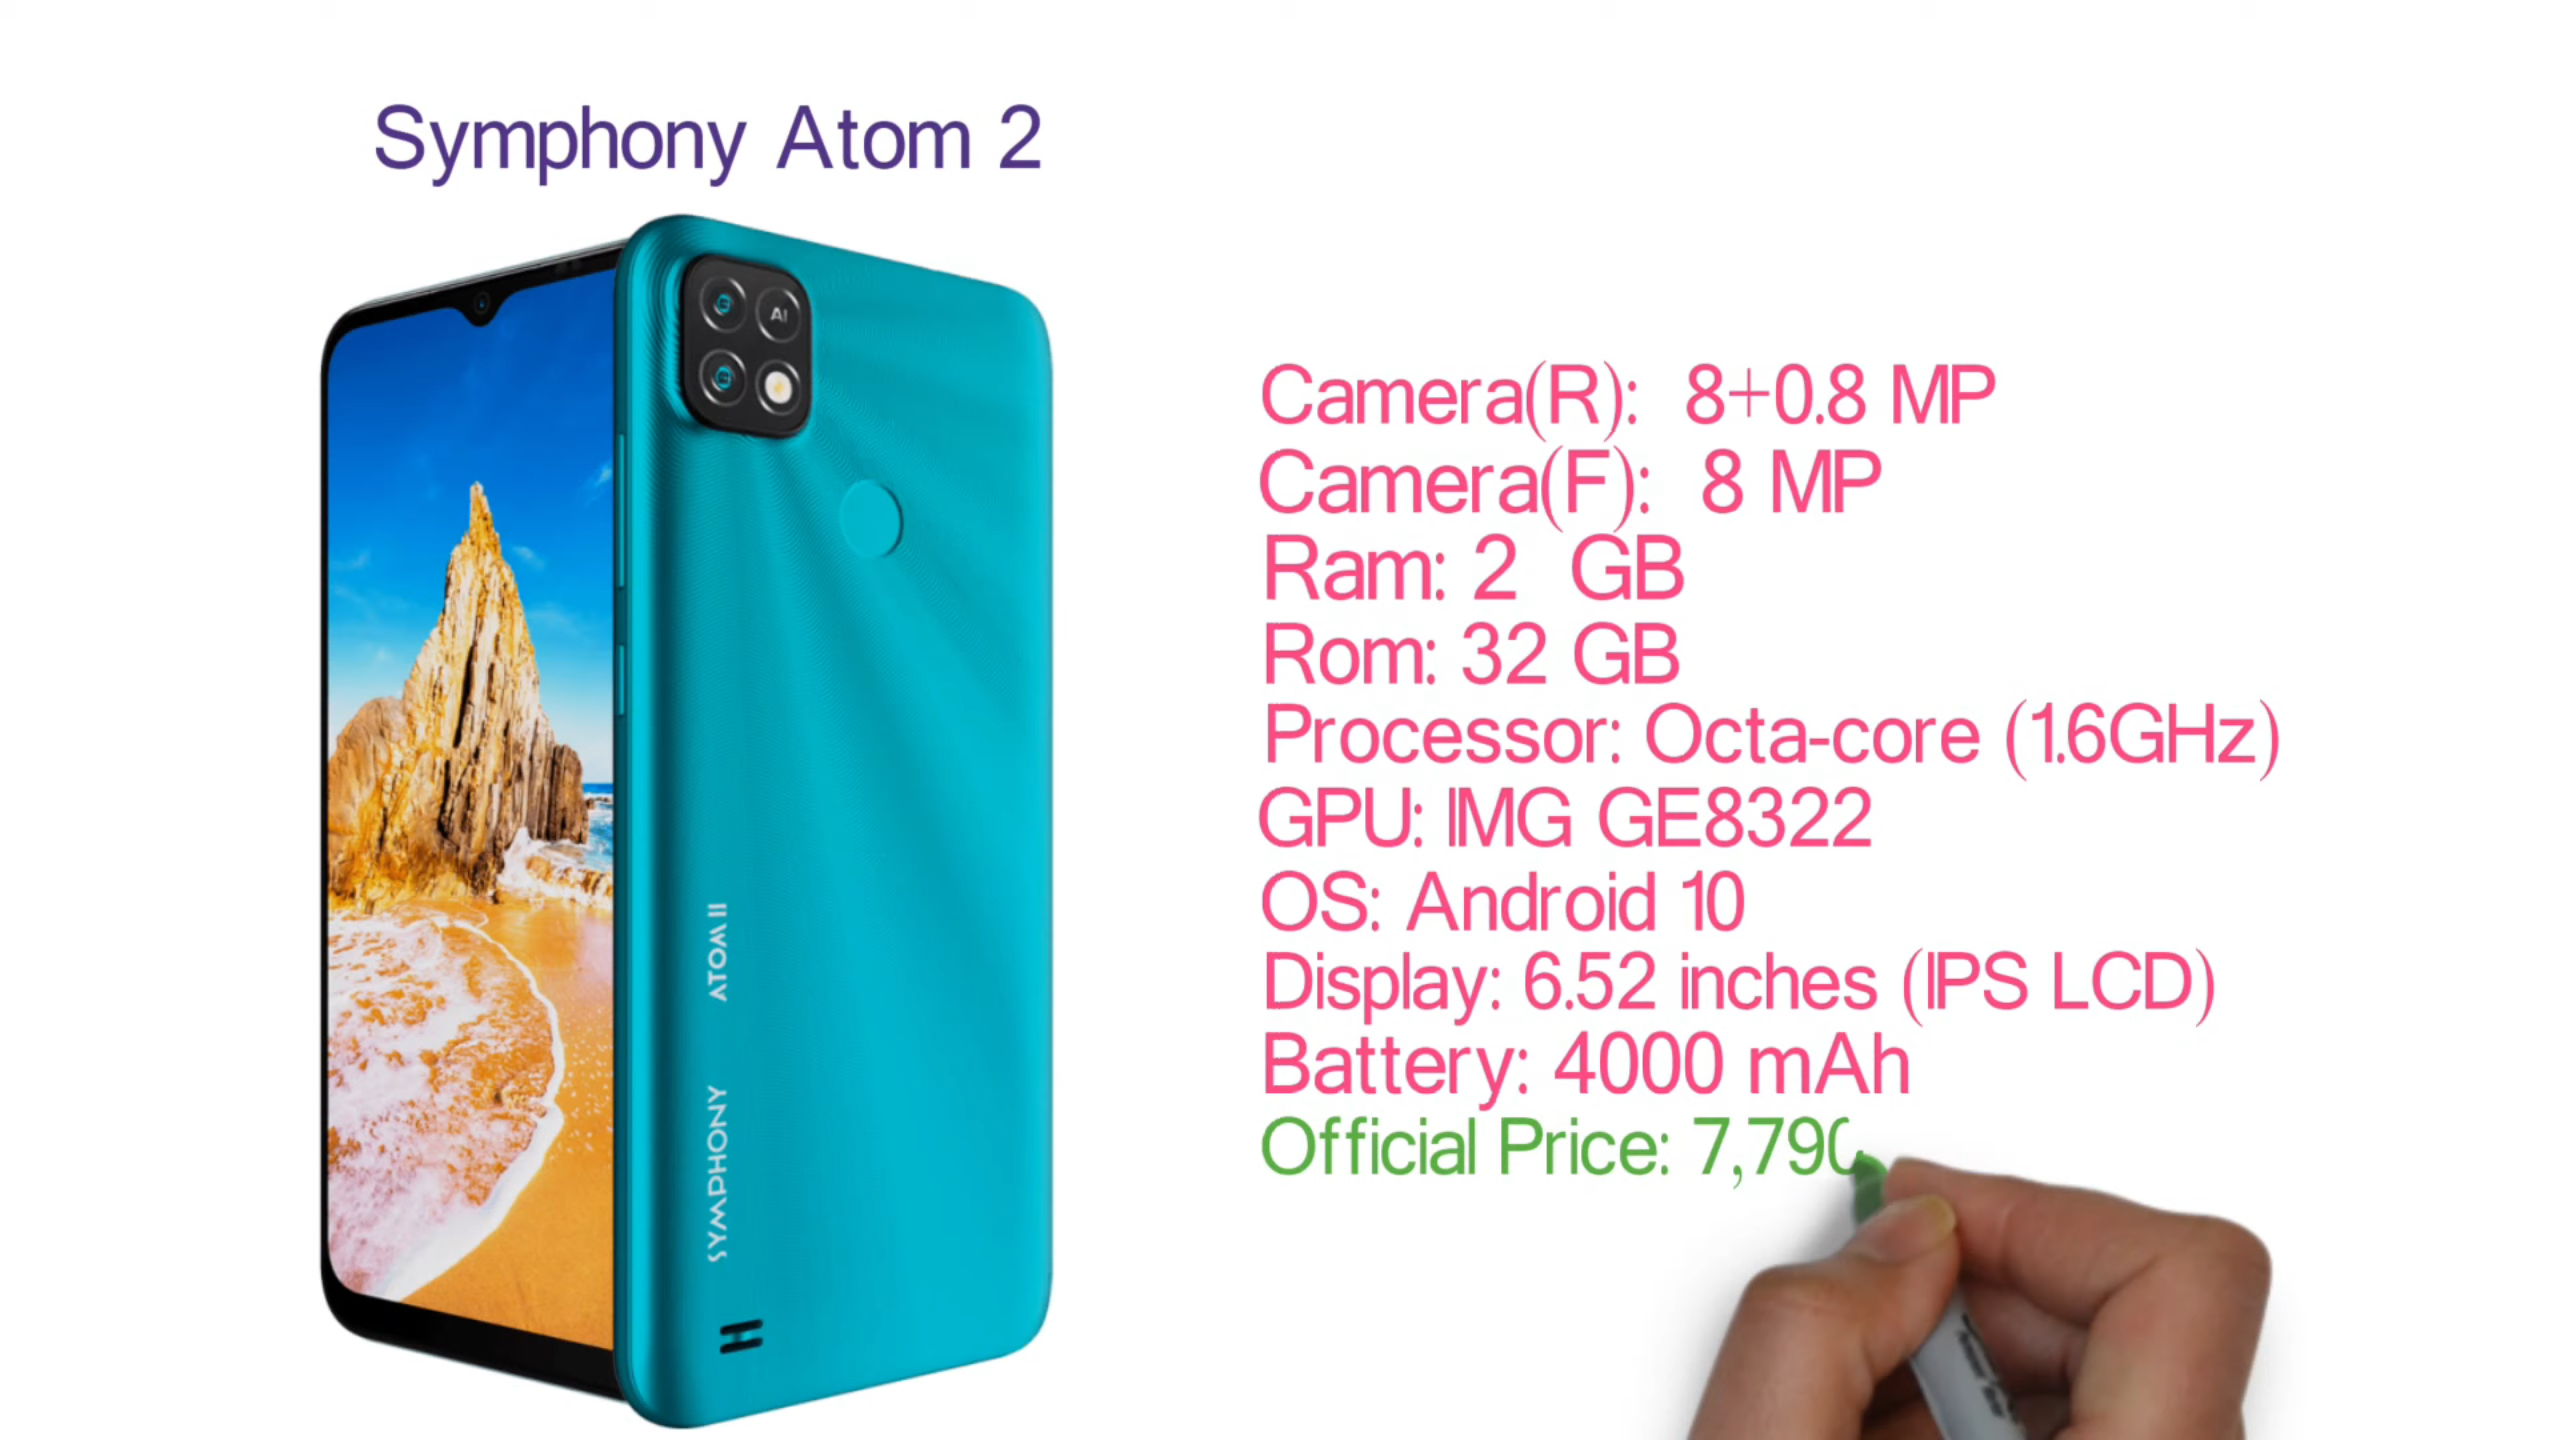 Symphony Atom 2
AI
ATOM II
SYMPHONY
Camera(R): 8+0.8 MP
Camera(F): 8 MP
Ram: 2 GB
Rom: 32 GB
Processor: Octa-core (1.6GHz)
GPU: IMG GE8322
OS: Android 10
Display: 6.52 inches (IPS LCD)
Battery: 4000 mAh
Official Price: 7,790